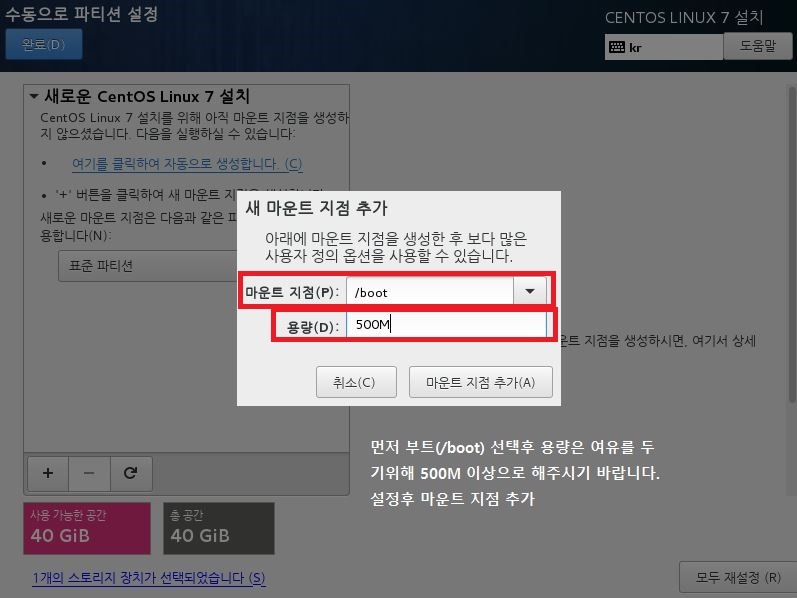 수동으로 파티션 설정
CENTOS LINUX 7 설치
완료(D)
kr
도움말
새로운 CentOS Linux 7 설치
CentOS Linux 7 설치를 위해 아직 마운트 지점을 생성하
지 않으셨습니다. 다음을 실행하실 수 있습니다:
• 여기를 클릭하여 자동으로 생성합니다. (C)
• '+' 버튼을 클릭하여 새 마운트
새로운 마운트 지점은 다음과 같은
용합니다(N):
표준 파티션
새 마운트 지점 추가
아래에 마운트 지점을 생성한 후 보다 많은
사용자 정의 옵션을 사용할 수 있습니다.
마운트 지점(P): /boot
용량(D): 500M
취소(C)
마운트 지점 추가(A)
지점을 생성하시면, 여기서 상세
먼저 부트(/boot) 선택후 용량은 여유를 두
기위해 500M 이상으로 해주시기 바랍니다.
설정후 마운트 지점 추가
+ −
사용 가능한 공간
40 GiB
총 공간
40 GiB
1개의 스토리지 장치가 선택되었습니다 (S)
모두 재설정 (R)